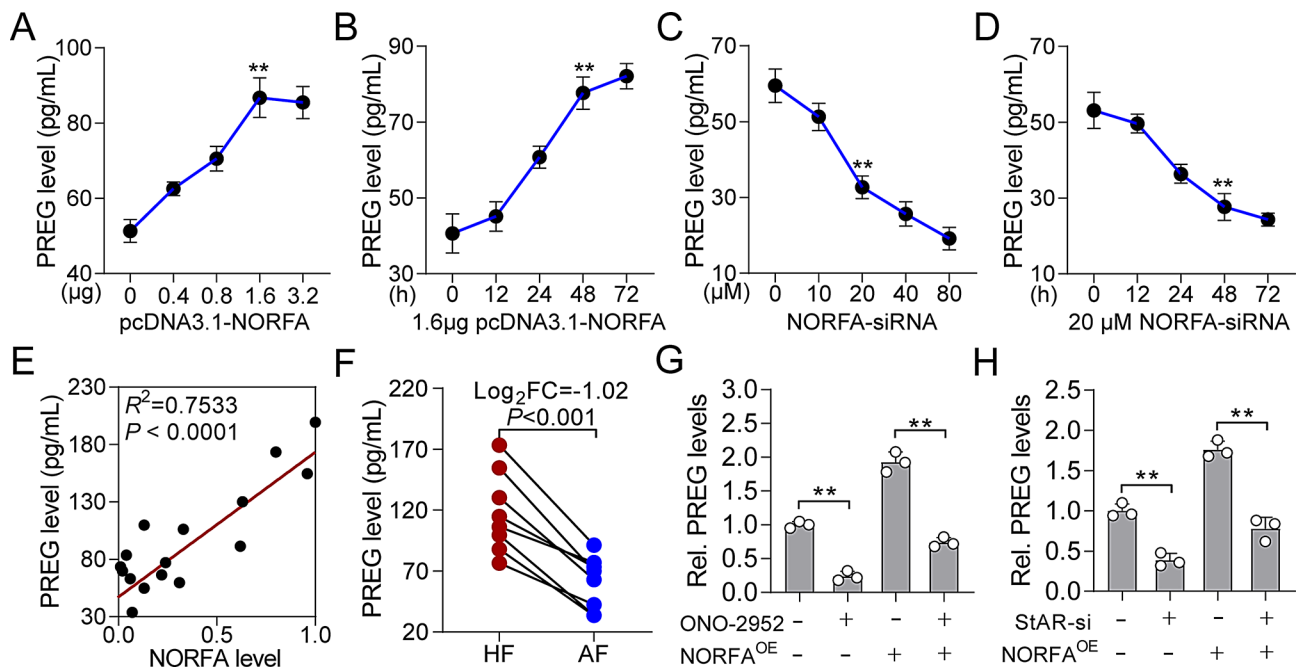 A
PREG level (pg/mL)
100
80
60
40
**
(μg)
0 0.4 0.8 1.6 3.2
pcDNA3.1-NORFA
B
PREG level (pg/mL)
90
70
50
30
**
(h)
0 12 24 48 72
1.6μg pcDNA3.1-NORFA
C
PREG level (pg/mL)
70
50
30
10
**
(μM)
0 10 20 40 80
NORFA-siRNA
D
PREG level (pg/mL)
70
50
30
10
**
(h)
0 12 24 48 72
20 μM NORFA-siRNA
E
PREG level (pg/mL)
230
180
130
80
30
R²=0.7533
P < 0.0001
0.0 0.5 1.0
NORFA level
F
PREG level (pg/mL)
220
170
120
70
20
Log₂FC=-1.02
P<0.001
HF AF
G
Rel. PREG levels
3.0
2.5
2.0
1.5
1.0
0.5
0.0
**
**
ONO-2952 - + - +
NORFA^OE - - + +
H
Rel. PREG levels
2.5
2.0
1.5
1.0
0.5
0.0
**
**
StAR-si - + - +
NORFA^OE - - + +